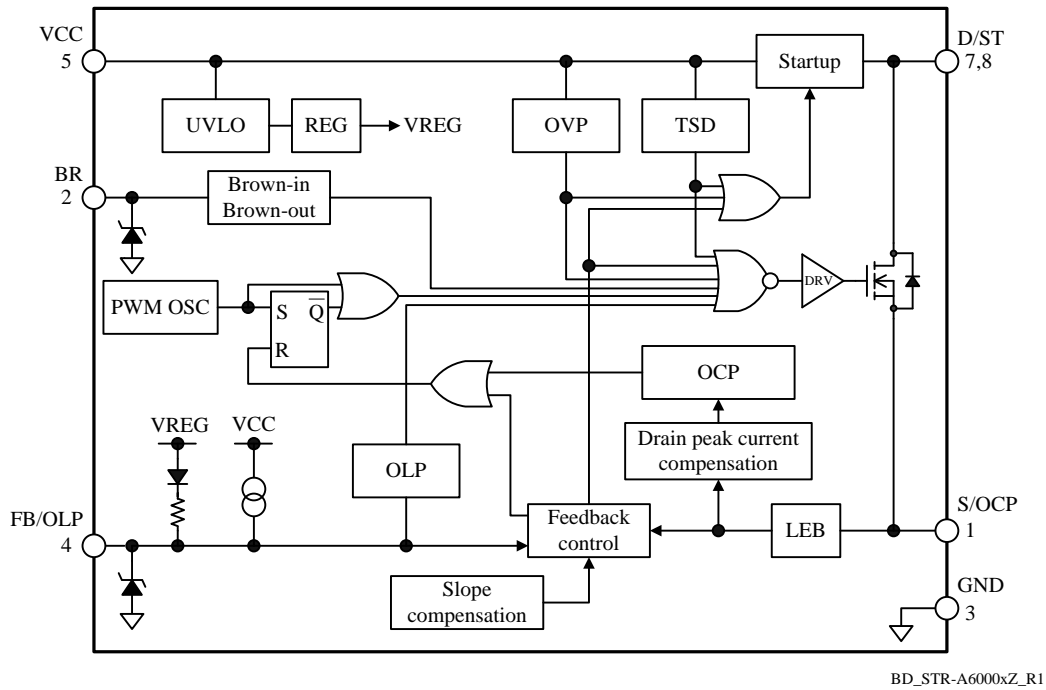 VCC
5
D/ST
7,8
Startup
UVLO
REG
VREG
OVP
TSD
BR
2
Brown-in
Brown-out
PWM OSC
S
Q̅
R
DRV
OCP
VREG
VCC
OLP
Drain peak current
compensation
FB/OLP
4
Feedback
control
LEB
S/OCP
1
Slope
compensation
GND
3
BD_STR-A6000xZ_R1